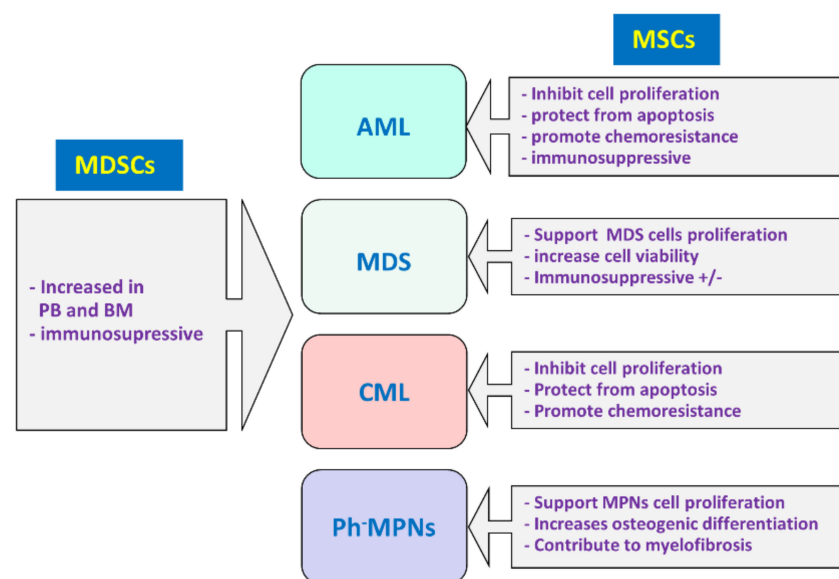 MSCs
AML
- Inhibit cell proliferation
- protect from apoptosis
- promote chemoresistance
- immunosuppressive
MDSCs
- Increased in
PB and BM
- immunosupressive
MDS
- Support MDS cells proliferation
- increase cell viability
- Immunosuppressive +/-
CML
- Inhibit cell proliferation
- Protect from apoptosis
- Promote chemoresistance
Ph⁻MPNs
- Support MPNs cell proliferation
- Increases osteogenic differentiation
- Contribute to myelofibrosis